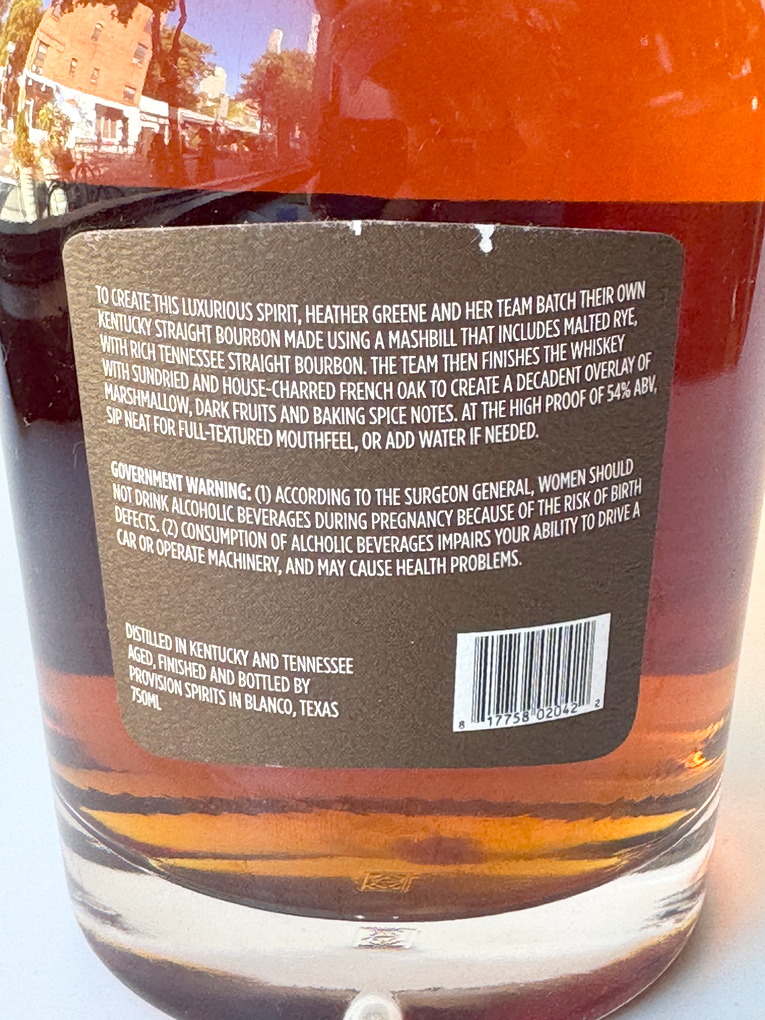 TO CREATE THIS LUXURIOUS SPIRIT, HEATHER GREENE AND HER TEAM BATCH THEIR OWN
KENTUCKY STRAIGHT BOURBON MADE USING A MASHBILL THAT INCLUDES MALTED RYE,
WITH RICH TENNESSEE STRAIGHT BOURBON. THE TEAM THEN FINISHES THE WHISKEY
WITH SUNDRIED AND HOUSE-CHARRED FRENCH OAK TO CREATE A DECADENT OVERLAY OF
MARSHMALLOW, DARK FRUITS AND BAKING SPICE NOTES. AT THE HIGH PROOF OF 54% ABV,
SIP NEAT FOR FULL-TEXTURED MOUTHFEEL, OR ADD WATER IF NEEDED.
GOVERNMENT WARNING: (1) ACCORDING TO THE SURGEON GENERAL, WOMEN SHOULD
NOT DRINK ALCOHOLIC BEVERAGES DURING PREGNANCY BECAUSE OF THE RISK OF BIRTH
DEFECTS. (2) CONSUMPTION OF ALCHOLIC BEVERAGES IMPAIRS YOUR ABILITY TO DRIVE A
CAR OR OPERATE MACHINERY, AND MAY CAUSE HEALTH PROBLEMS.
DISTILLED IN KENTUCKY AND TENNESSEE
AGED, FINISHED AND BOTTLED BY
PROVISION SPIRITS IN BLANCO, TEXAS
750ML
8 17758 02042 2